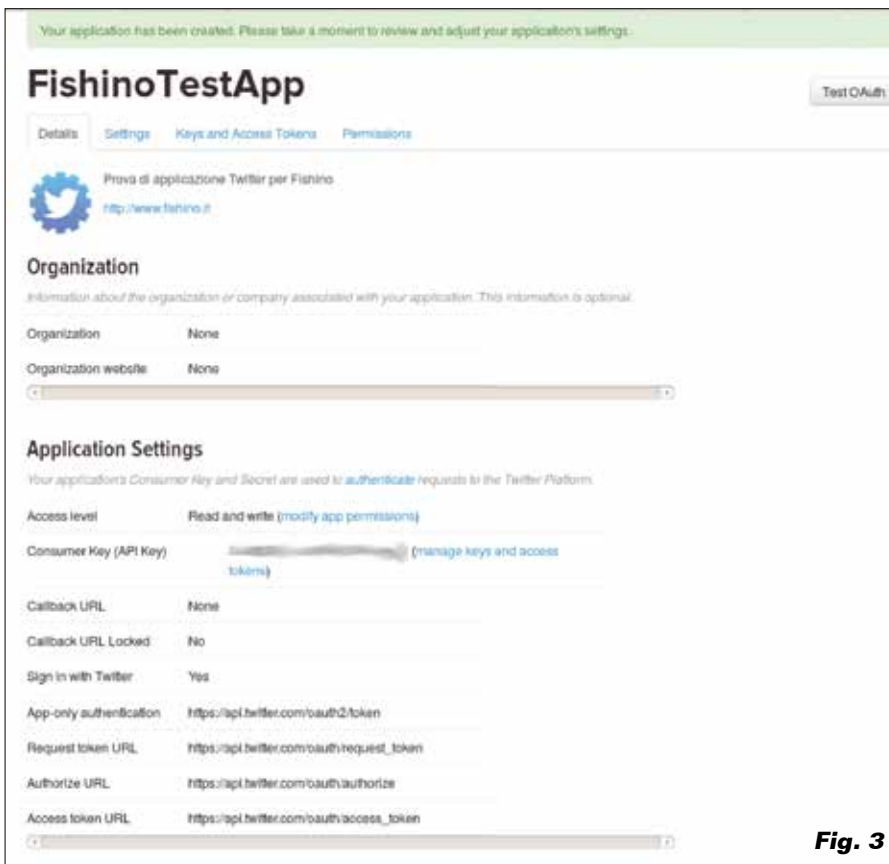 Your application has been created. Please take a moment to review and adjust your application's settings.
FishinoTestApp
Test OAuth
Details Settings Keys and Access Tokens Permissions
Prova di applicazione Twitter per Fishino
http://www.fishino.it
Organization
Information about the organization or company associated with your application. This information is optional.
Organization None
Organization website None
Application Settings
Your application's Consumer Key and Secret are used to authenticate requests to the Twitter Platform.
Access level Read and write (modify app permissions)
Consumer Key (API Key) (manage keys and access
tokens)
Callback URL None
Callback URL Locked No
Sign in with Twitter Yes
App-only authentication https://api.twitter.com/oauth2/token
Request token URL https://api.twitter.com/oauth/request_token
Authorize URL https://api.twitter.com/oauth/authorize
Access token URL https://api.twitter.com/oauth/access_token
Fig. 3